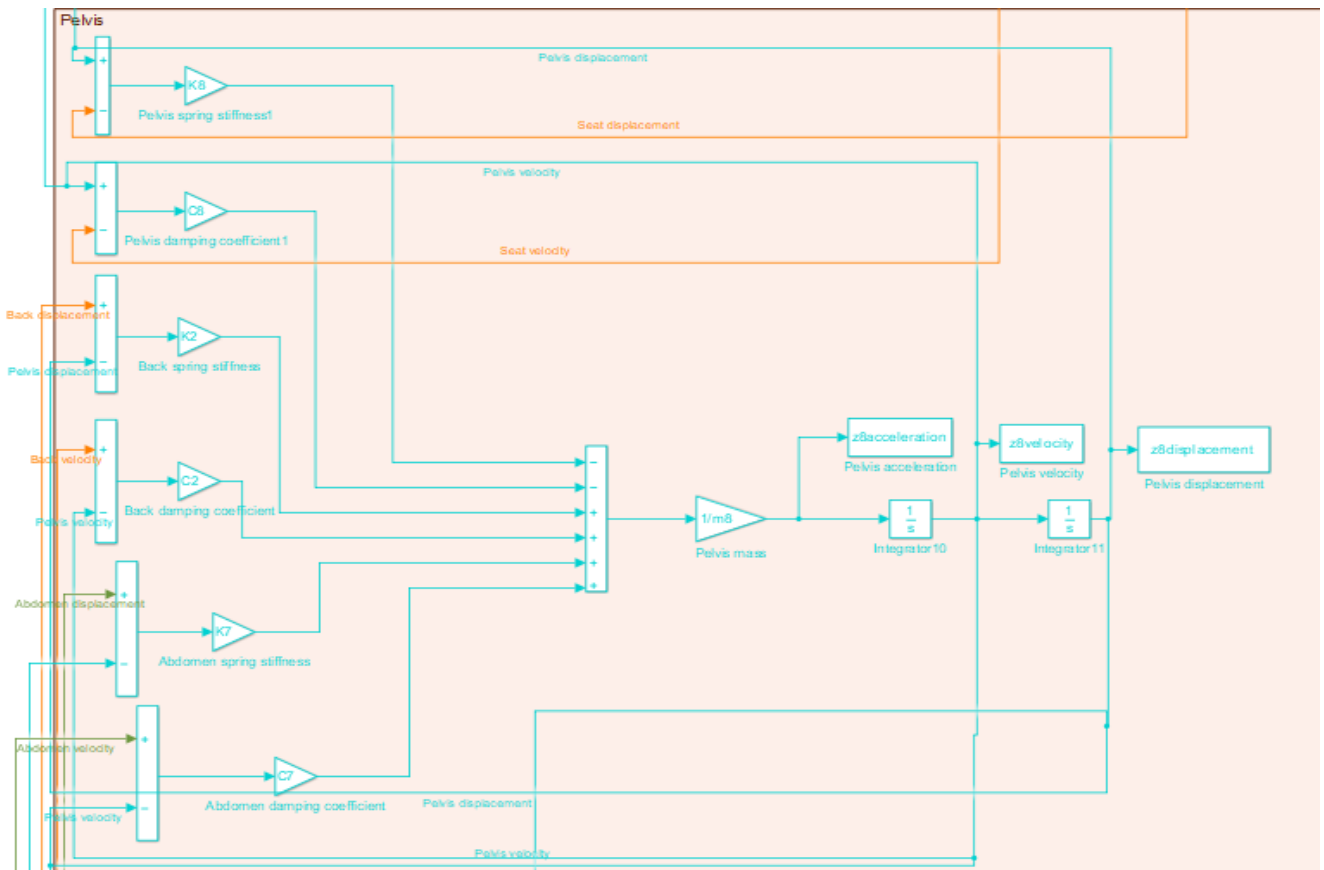 Pelvis
Pelvis displacement
+
K8
−
Pelvis spring stiffness1
Seat displacement
Pelvis velocity
+
C8
−
Pelvis damping coefficient1
Seat velocity
+
Back displacement
K2
−
Pelvis displacement
Back spring stiffness
+
Back velocity
C2
−
Pelvis velocity
Back damping coefficient
−
−
+
+
+
+
1/m8
Pelvis mass
z8acceleration
Pelvis acceleration
z8velocity
Pelvis velocity
z8displacement
Pelvis displacement
1
s
Integrator10
1
s
Integrator11
+
Abdomen displacement
K7
−
Abdomen spring stiffness
+
Abdomen velocity
C7
−
Pelvis velocity
Abdomen damping coefficient
Pelvis displacement
Pelvis velocity